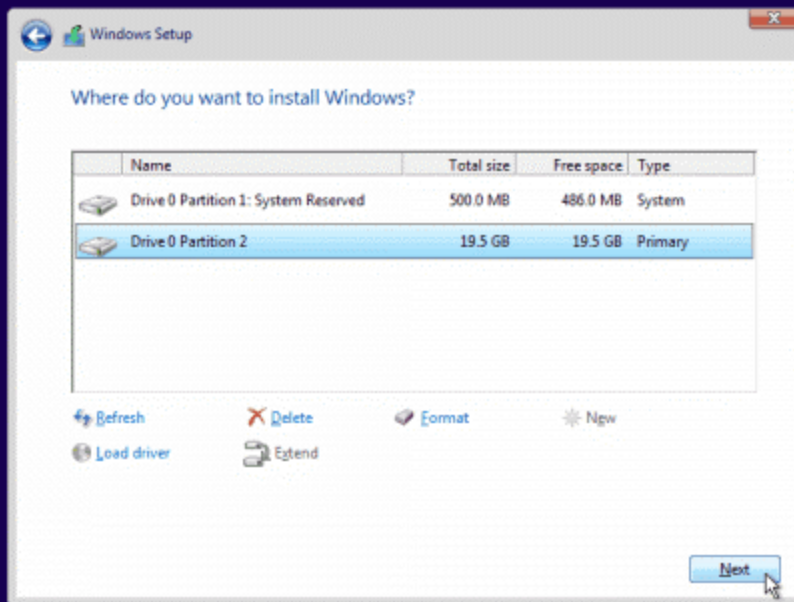 Windows Setup
Where do you want to install Windows?
Name Total size Free space Type
Drive 0 Partition 1: System Reserved 500.0 MB 486.0 MB System
Drive 0 Partition 2 19.5 GB 19.5 GB Primary
Refresh Delete Format New
Load driver Extend
Next